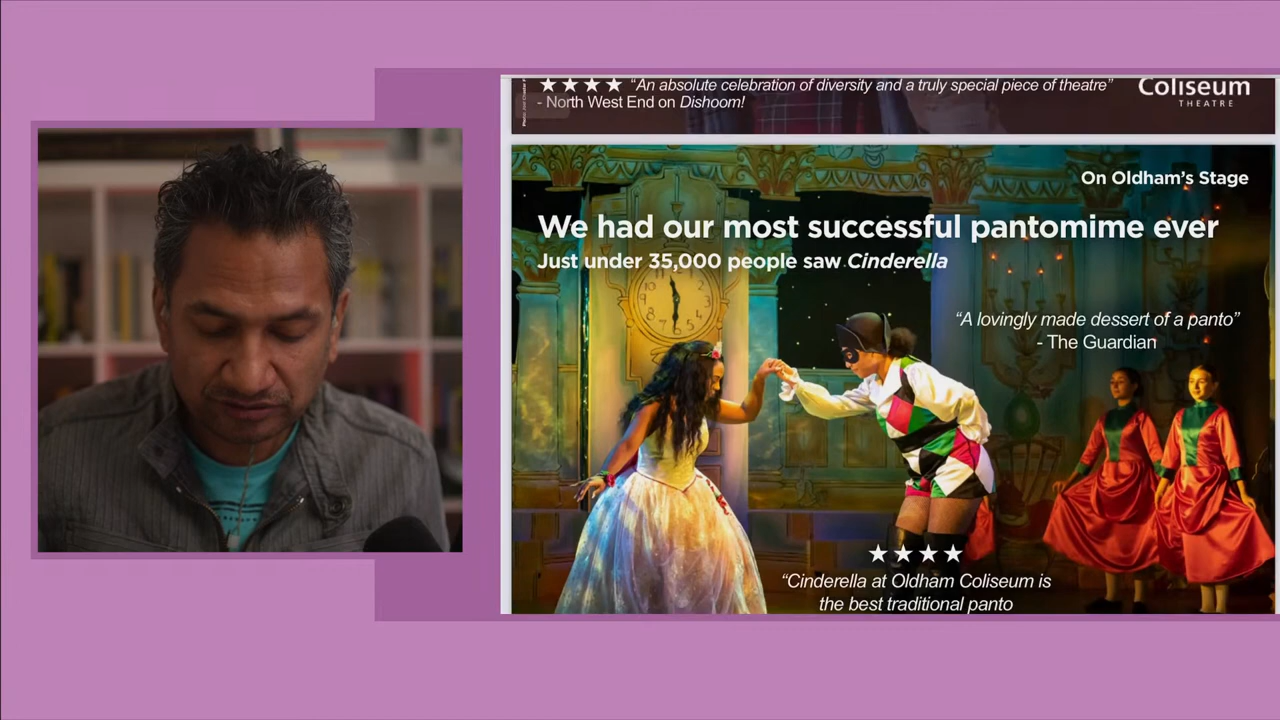 ★★★★ “An absolute celebration of diversity and a truly special piece of theatre”
- North West End on Dishoom!
Coliseum
THEATRE
On Oldham’s Stage
We had our most successful pantomime ever
Just under 35,000 people saw Cinderella
“A lovingly made dessert of a panto”
- The Guardian
★★★★
“Cinderella at Oldham Coliseum is
the best traditional panto